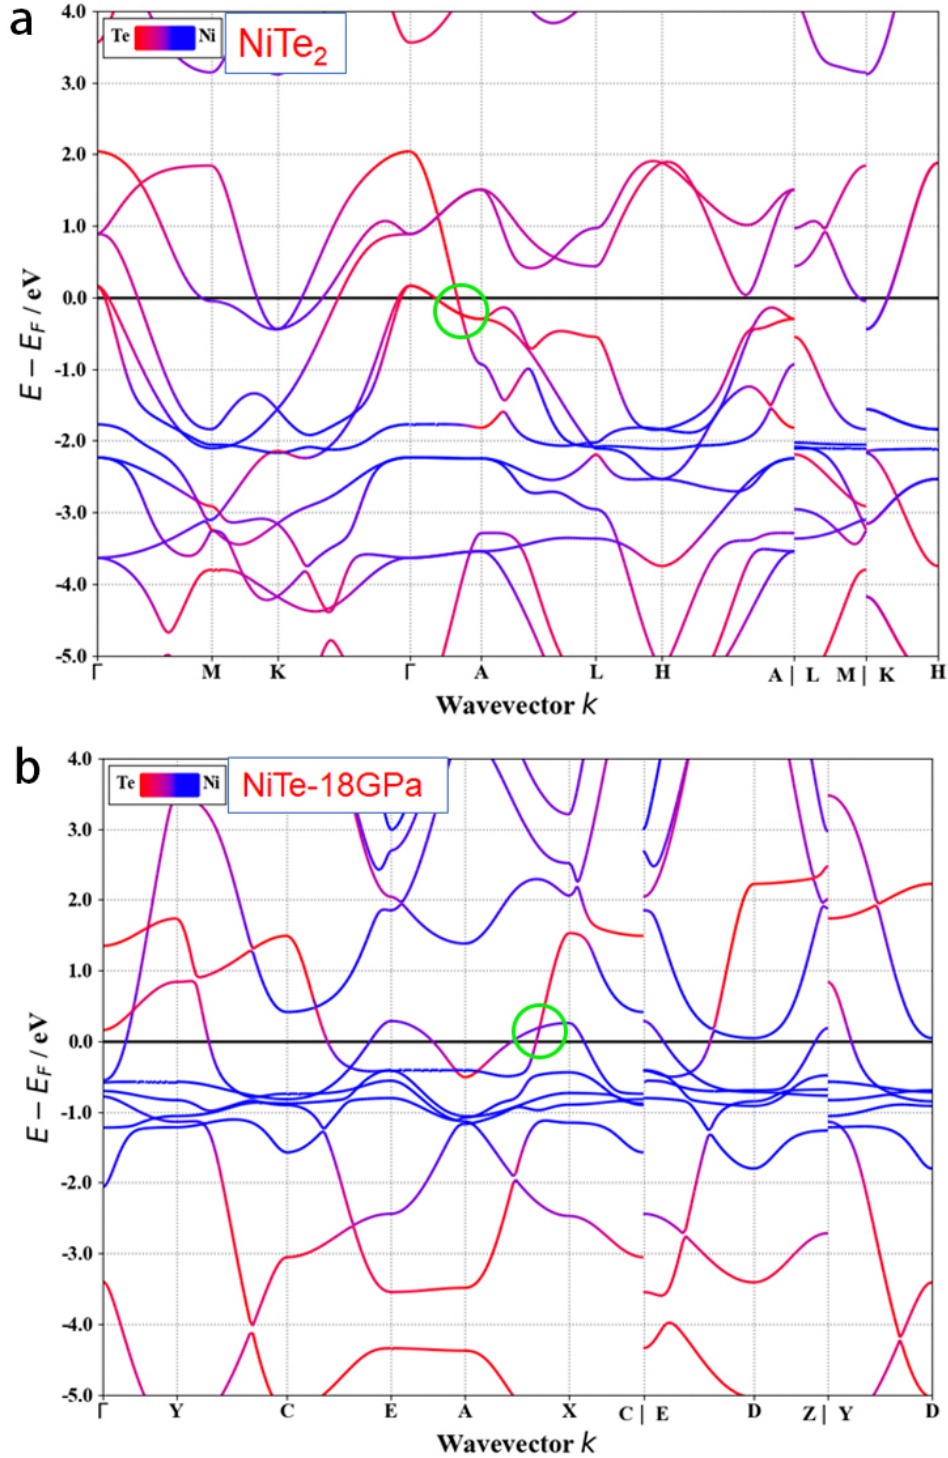 a
Te Ni NiTe₂
4.0
3.0
2.0
1.0
0.0
-1.0
-2.0
-3.0
-4.0
-5.0
E − E_F / eV
Γ M K Γ A L H A | L M | K H
Wavevector k
b
Te Ni NiTe-18GPa
4.0
3.0
2.0
1.0
0.0
-1.0
-2.0
-3.0
-4.0
-5.0
E − E_F / eV
Γ Y C E A X C | E D Z | Y D
Wavevector k